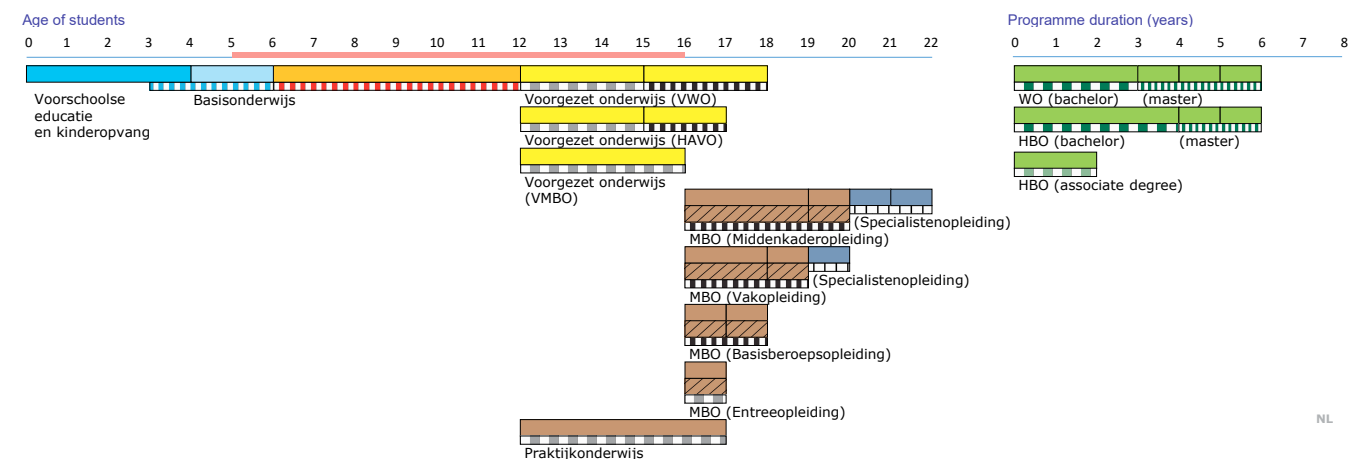 Age of students
Programme duration (years)
0 1 2 3 4 5 6 7 8 9 10 11 12 13 14 15 16 17 18 19 20 21 22
0 1 2 3 4 5 6 7 8
Voorschoolse
educatie
en kinderopvang
Basisonderwijs
Voorgezet onderwijs (VWO)
WO (bachelor) (master)
Voorgezet onderwijs (HAVO)
HBO (bachelor) (master)
Voorgezet onderwijs
(VMBO)
HBO (associate degree)
(Specialistenopleiding)
MBO (Middenkaderopleiding)
(Specialistenopleiding)
MBO (Vakopleiding)
MBO (Basisberoepsopleiding)
MBO (Entreeopleiding)
NL
Praktijkonderwijs